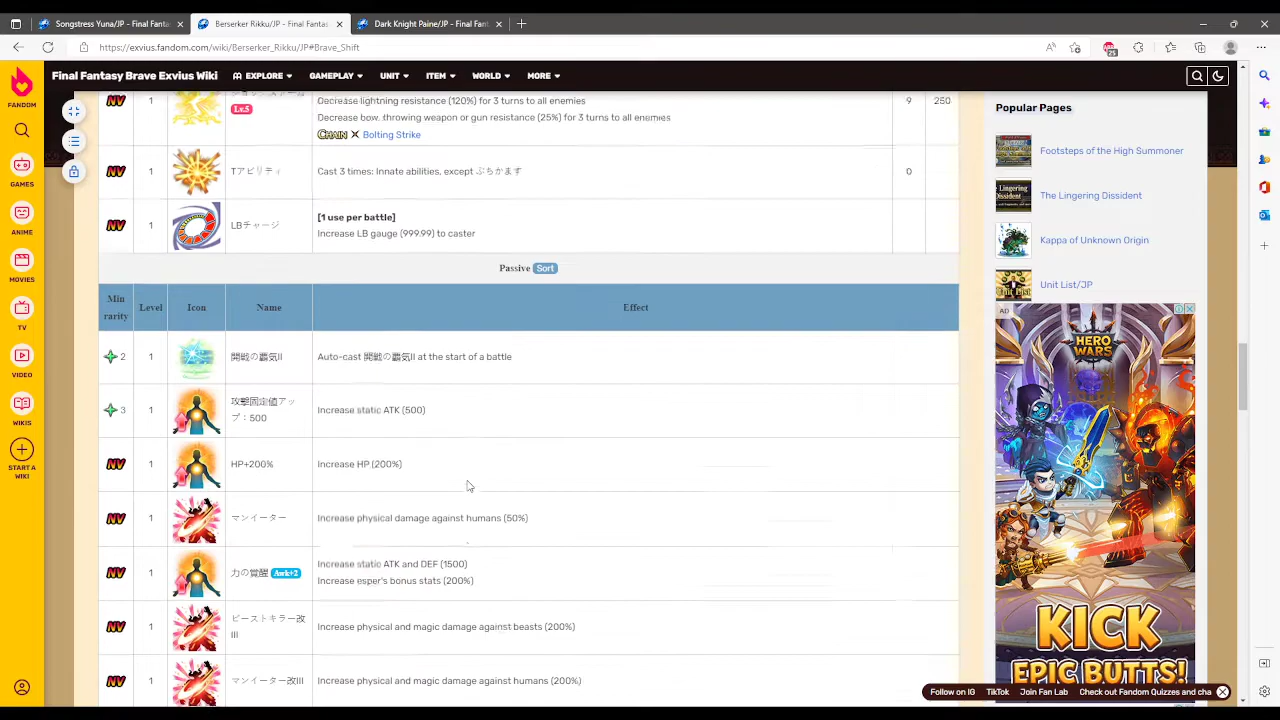 Songstress Yuna/JP - Final Fantas
Berserker Rikku/JP - Final Fantas
Dark Knight Paine/JP - Final Fant
https://exvius.fandom.com/wiki/Berserker_Rikku/JP#Brave_Shift
25
FANDOM
GAMES
ANIME
MOVIES
TV
VIDEO
WIKIS
START A
WIKI
Final Fantasy Brave Exvius Wiki
EXPLORE
GAMEPLAY
UNIT
ITEM
WORLD
MORE
NV
1
Lv.5
Decrease lightning resistance (120%) for 3 turns to all enemies
Decrease bow, throwing weapon or gun resistance (25%) for 3 turns to all enemies
CHAIN Bolting Strike
9
250
NV
1
Tアビリティ
Cast 3 times: Innate abilities, except ぶちかます
0
NV
1
LBチャージ
[1 use per battle]
Increase LB gauge (999.99) to caster
Passive Sort
Min
rarity
Level
Icon
Name
Effect
2
1
開戦の覇気II
Auto-cast 開戦の覇気II at the start of a battle
3
1
攻撃固定値アッ
プ：500
Increase static ATK (500)
NV
1
HP+200%
Increase HP (200%)
NV
1
マンイーター
Increase physical damage against humans (50%)
NV
1
力の覚醒 Awk+2
Increase static ATK and DEF (1500)
Increase esper's bonus stats (200%)
NV
1
ビーストキラー改
III
Increase physical and magic damage against beasts (200%)
NV
1
マンイーター改III
Increase physical and magic damage against humans (200%)
Popular Pages
Footsteps of the High Summoner
The Lingering Dissident
Kappa of Unknown Origin
Unit List/JP
AD
HERO
WARS
KICK
EPIC BUTTS!
Follow on IG
TikTok
Join Fan Lab
Check out Fandom Quizzes and cha